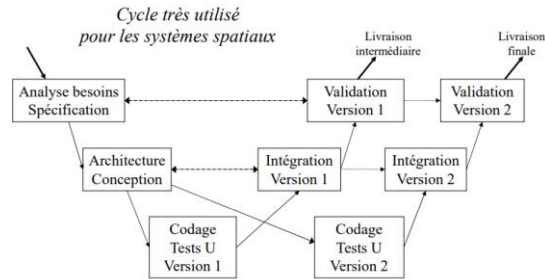 Cycle très utilisé
pour les systèmes spatiaux
Livraison
intermédiaire
Livraison
finale
Analyse besoins
Spécification
Validation
Version 1
Validation
Version 2
Architecture
Conception
Intégration
Version 1
Intégration
Version 2
Codage
Tests U
Version 1
Codage
Tests U
Version 2